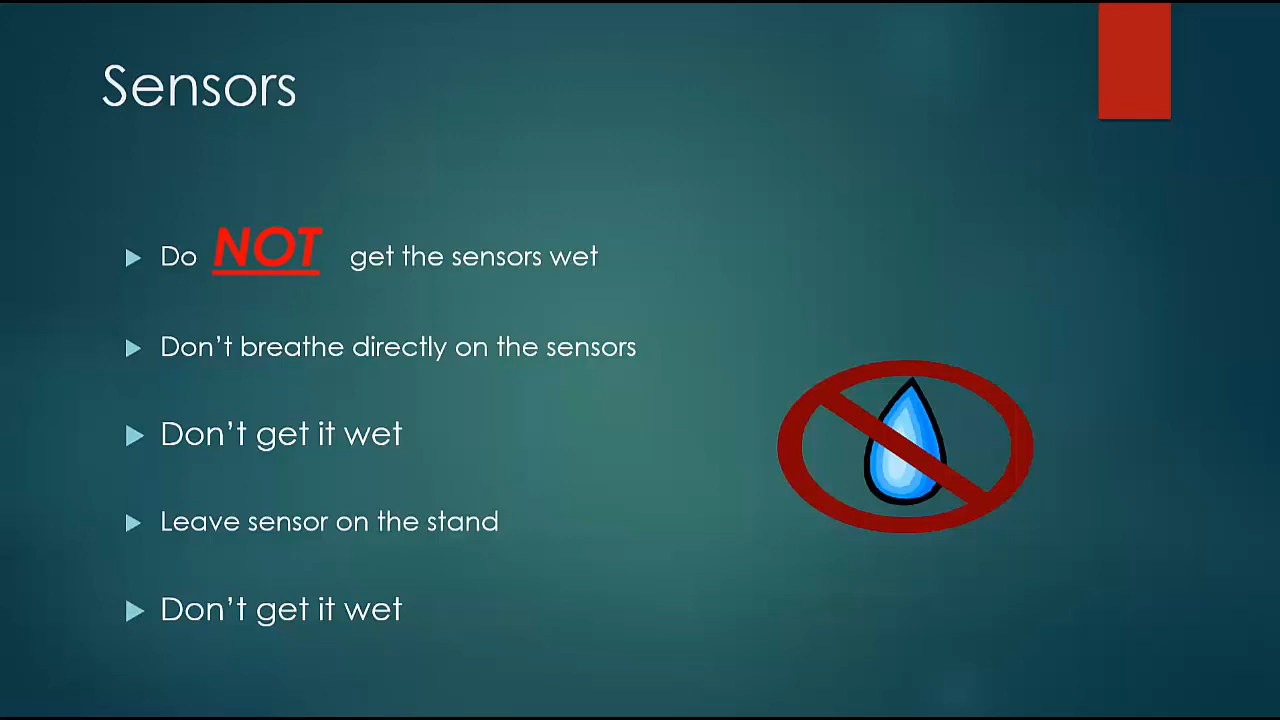 Sensors
Do NOT get the sensors wet
Don't breathe directly on the sensors
Don't get it wet
Leave sensor on the stand
Don't get it wet